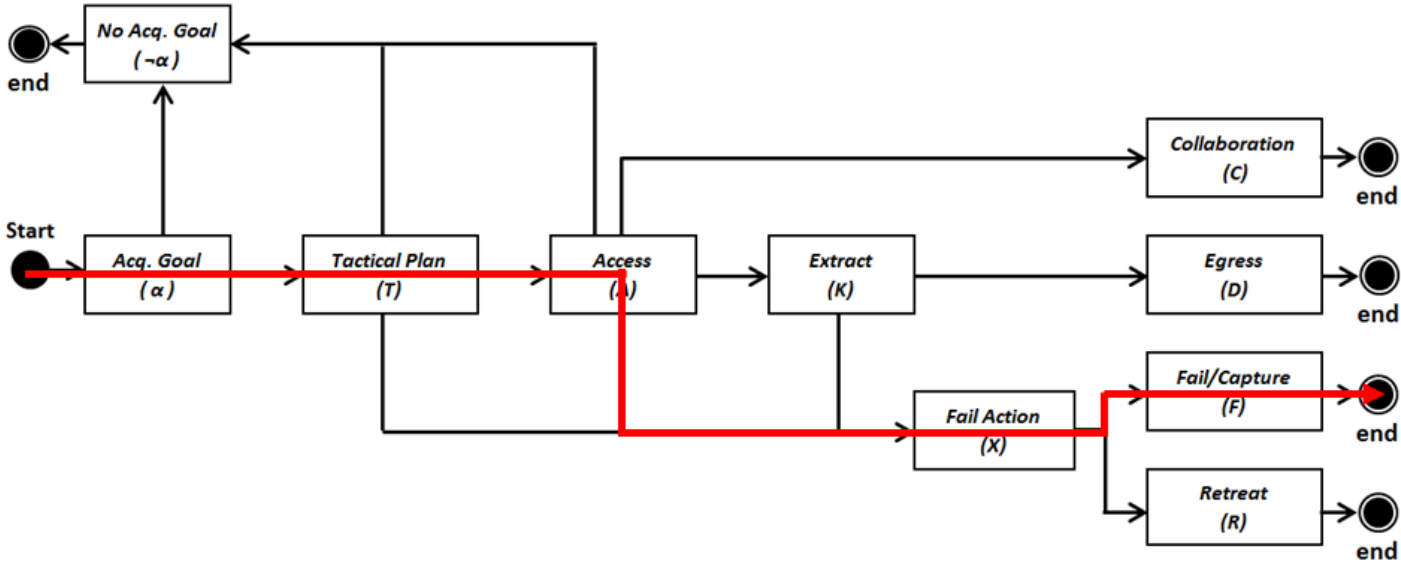 No Acq. Goal
(¬α)
end
Collaboration
(C)
end
Start
Acq. Goal
(α)
Tactical Plan
(T)
Access
(A)
Extract
(K)
Egress
(D)
end
Fail/Capture
(F)
end
Fail Action
(X)
Retreat
(R)
end